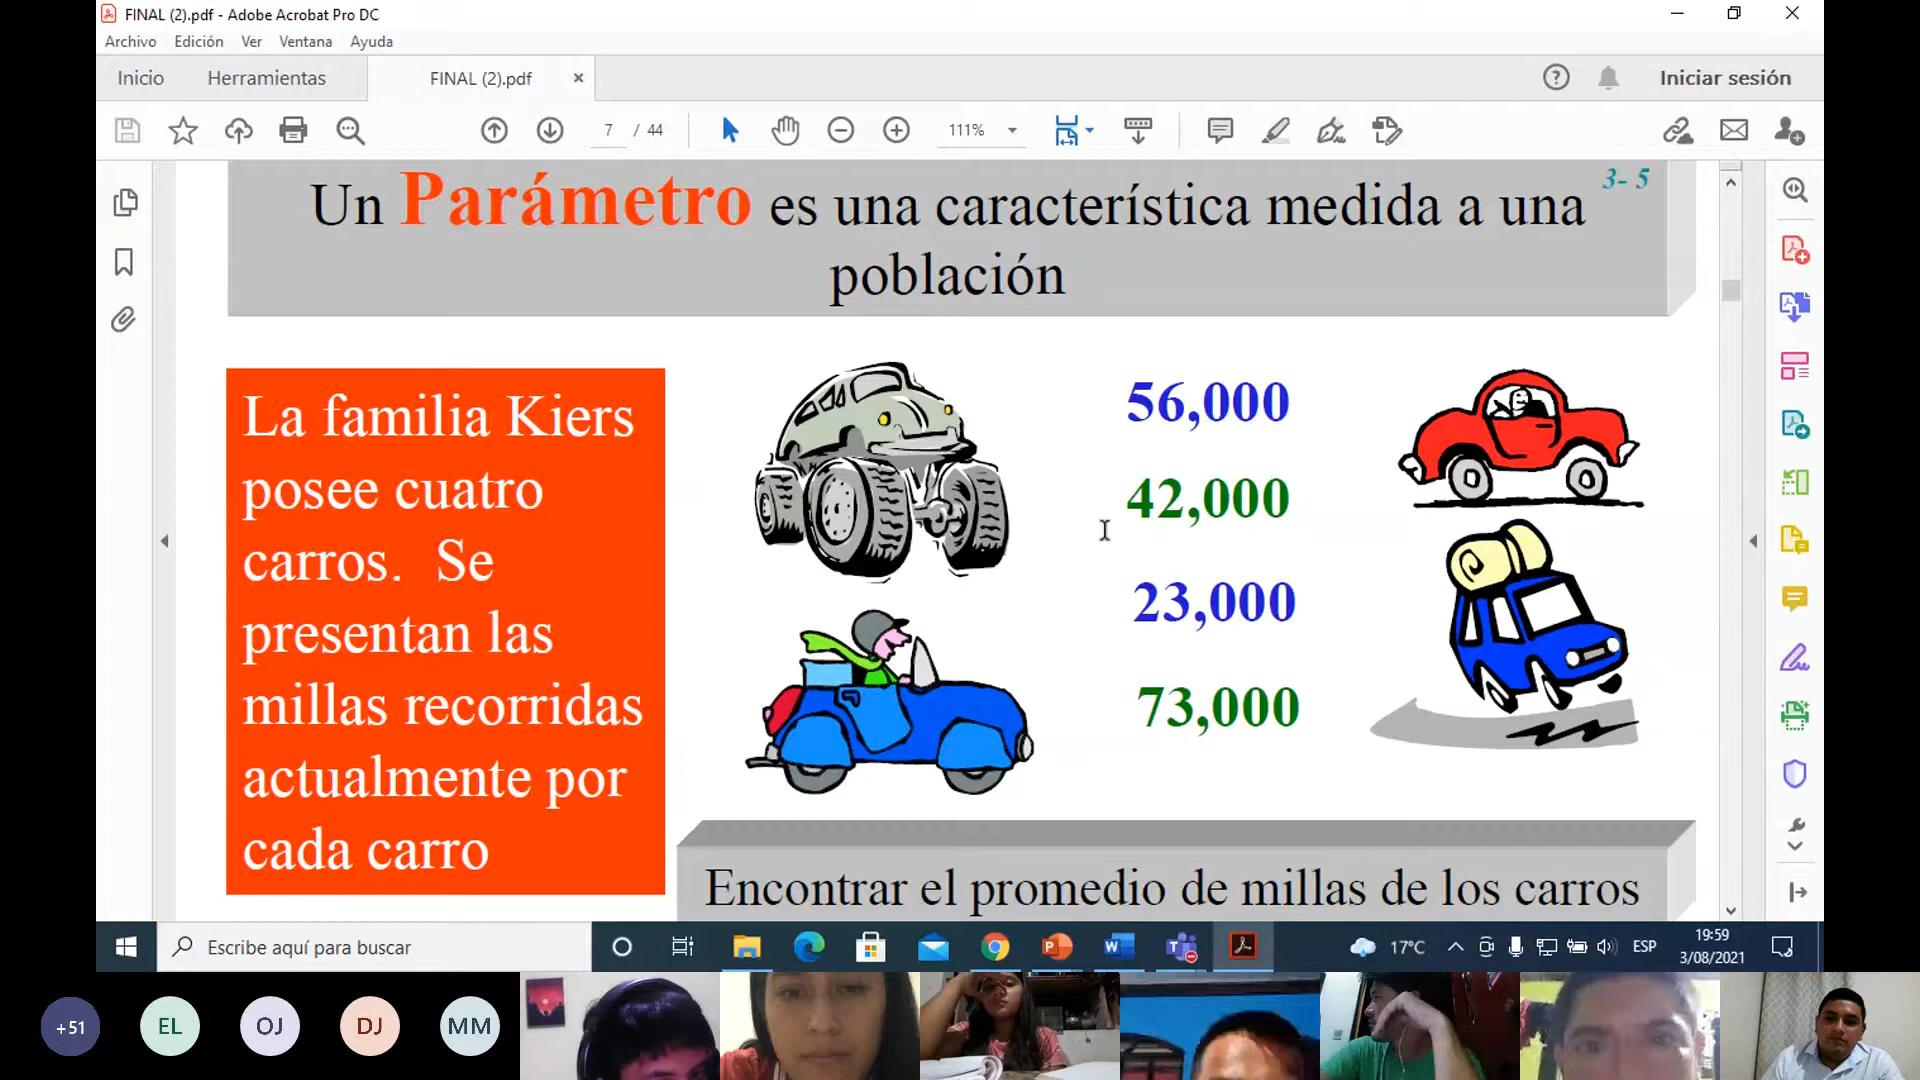 FINAL (2).pdf - Adobe Acrobat Pro DC
Archivo Edición Ver Ventana Ayuda
Inicio Herramientas FINAL (2).pdf Iniciar sesión
7 / 44 111%
3- 5
Un Parámetro es una característica medida a una
población
La familia Kiers
posee cuatro
carros. Se
presentan las
millas recorridas
actualmente por
cada carro
56,000
42,000
23,000
73,000
Encontrar el promedio de millas de los carros
Escribe aquí para buscar
17°C ESP
19:59
3/08/2021
+51 EL OJ DJ MM